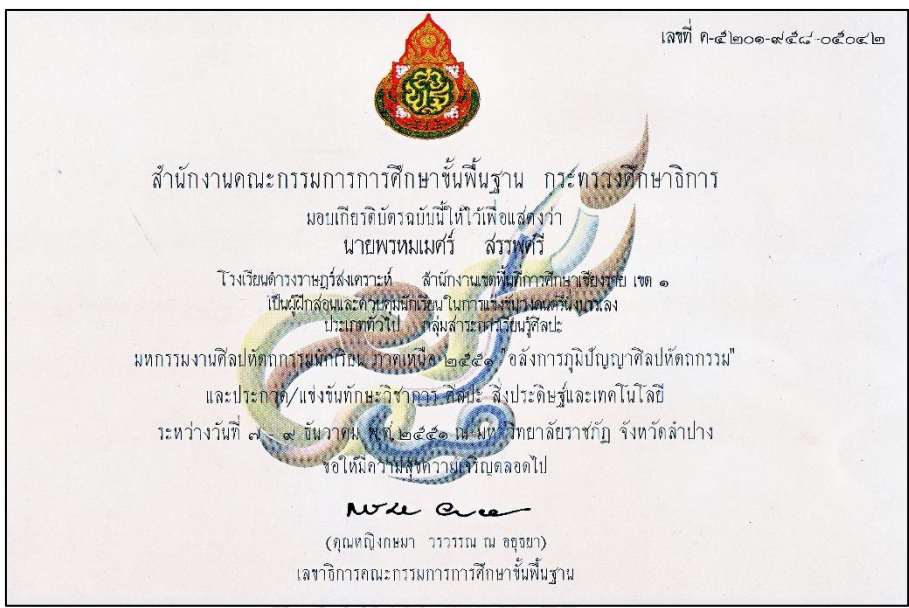 เลขที่ ค-๕๒๐๑-๙๕๘-๐๕๐๔๒
สำนักงานคณะกรรมการการศึกษาขั้นพื้นฐาน กระทรวงศึกษาธิการ
มอบเกียรติบัตรฉบับนี้ให้ไว้เพื่อแสดงว่า
นายพรหมเมศร์ สรรพศรี
โรงเรียนดำรงราษฎร์สงเคราะห์ สำนักงานเขตพื้นที่การศึกษาเชียงราย เขต ๑
เป็นผู้ฝึกสอนและควบคุมนักเรียนในการแข่งขันวงดนตรีบรรเลง
ประเภททั่วไป กลุ่มสาระการเรียนรู้ศิลปะ
มหกรรมงานศิลปหัตถกรรมนักเรียน ภาคเหนือ ๒๕๕๑ "อลังการภูมิปัญญาศิลปหัตถกรรม"
และประกวด/แข่งขันทักษะวิชาการ ศิลปะ สิ่งประดิษฐ์และเทคโนโลยี
ระหว่างวันที่ ๗ - ๙ ธันวาคม พ.ศ. ๒๕๕๑ ณ มหาวิทยาลัยราชภัฏ จังหวัดลำปาง
ขอให้มีความสุขความเจริญตลอดไป
(คุณหญิงกษมา วรวรรณ ณ อยุธยา)
เลขาธิการคณะกรรมการการศึกษาขั้นพื้นฐาน